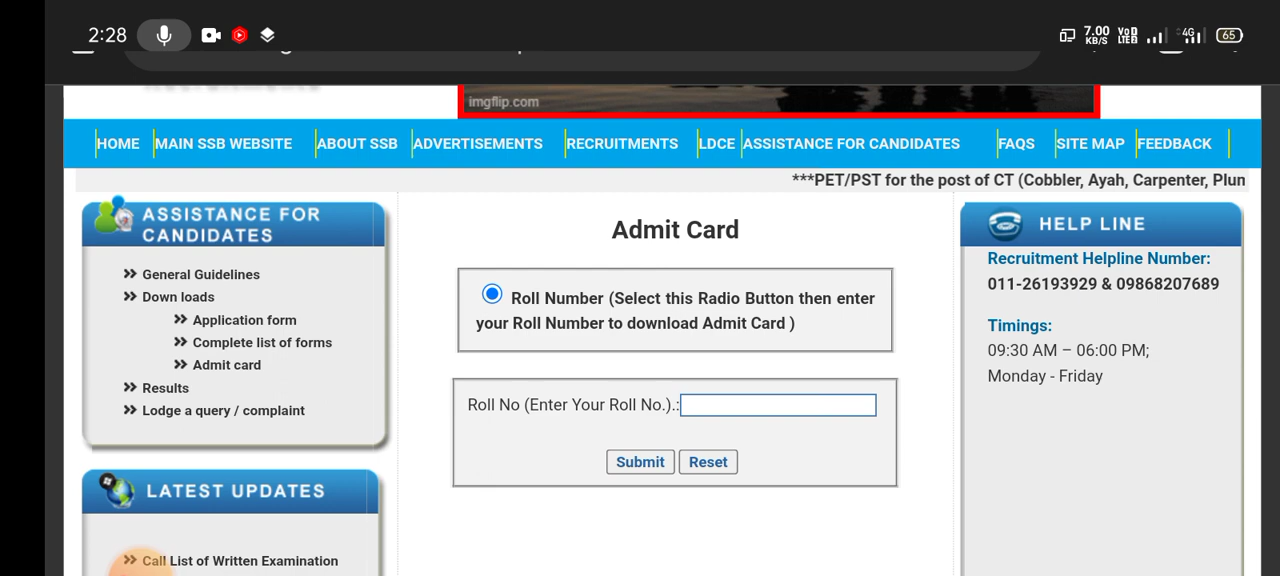 2:28
7.00
KB/S
4G
65
imgflip.com
HOME MAIN SSB WEBSITE ABOUT SSB ADVERTISEMENTS RECRUITMENTS LDCE ASSISTANCE FOR CANDIDATES FAQS SITE MAP FEEDBACK
***PET/PST for the post of CT (Cobbler, Ayah, Carpenter, Plun
ASSISTANCE FOR
CANDIDATES
General Guidelines
Down loads
Application form
Complete list of forms
Admit card
Results
Lodge a query / complaint
LATEST UPDATES
Call List of Written Examination
Admit Card
Roll Number (Select this Radio Button then enter
your Roll Number to download Admit Card )
Roll No (Enter Your Roll No.).:
Submit Reset
HELP LINE
Recruitment Helpline Number:
011-26193929 & 09868207689
Timings:
09:30 AM – 06:00 PM;
Monday - Friday